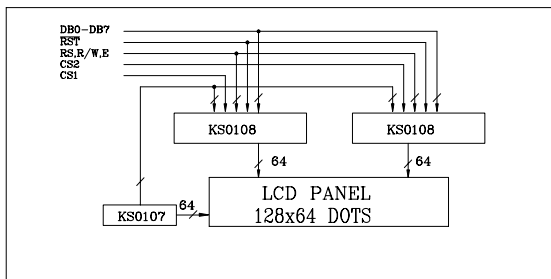 DB0-DB7
RST
RS,R/W,E
CS2
CS1
KS0108
KS0108
64
64
LCD PANEL
128x64 DOTS
64
KS0107